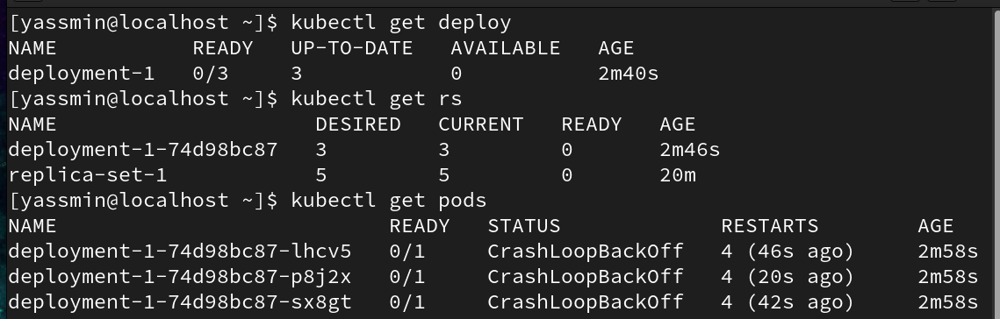 [yassmin@localhost ~]$ kubectl get deploy
NAME READY UP-TO-DATE AVAILABLE AGE
deployment-1 0/3 3 0 2m40s
[yassmin@localhost ~]$ kubectl get rs
NAME DESIRED CURRENT READY AGE
deployment-1-74d98bc87 3 3 0 2m46s
replica-set-1 5 5 0 20m
[yassmin@localhost ~]$ kubectl get pods
NAME READY STATUS RESTARTS AGE
deployment-1-74d98bc87-lhcv5 0/1 CrashLoopBackOff 4 (46s ago) 2m58s
deployment-1-74d98bc87-p8j2x 0/1 CrashLoopBackOff 4 (20s ago) 2m58s
deployment-1-74d98bc87-sx8gt 0/1 CrashLoopBackOff 4 (42s ago) 2m58s